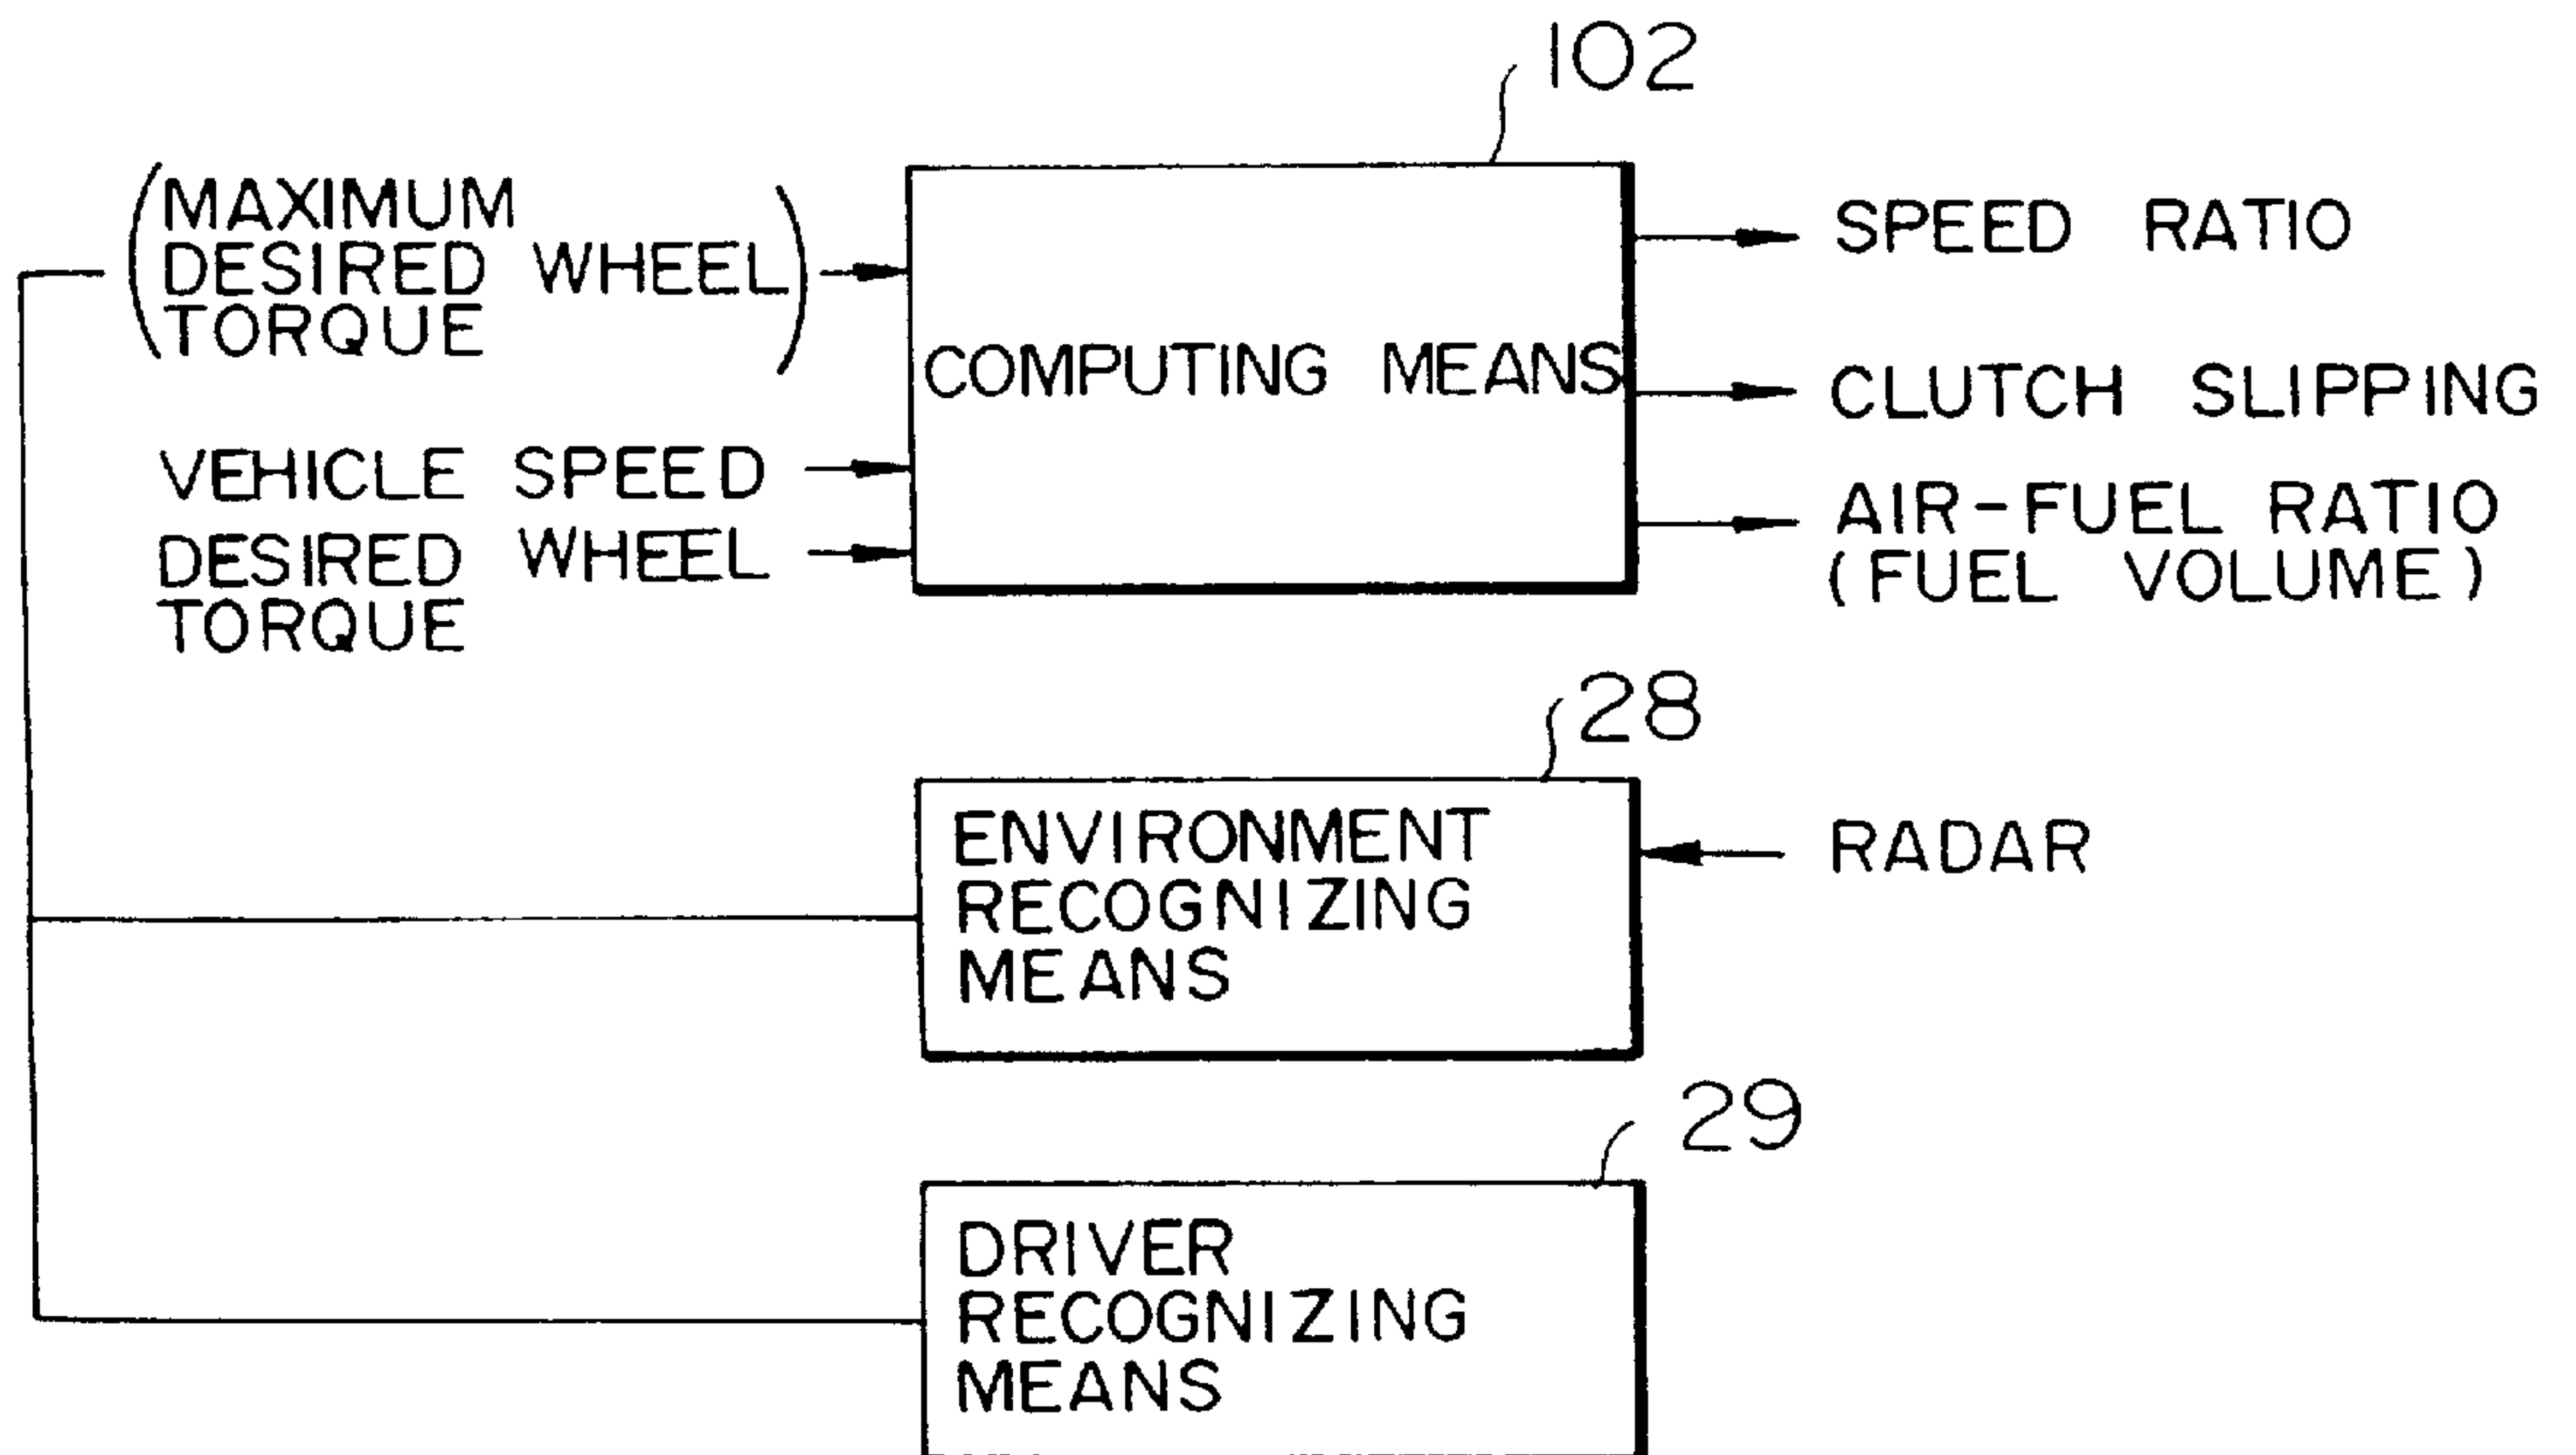 102
(MAXIMUM
DESIRED WHEEL
TORQUE)
VEHICLE SPEED
DESIRED WHEEL
TORQUE
COMPUTING MEANS
SPEED RATIO
CLUTCH SLIPPING
AIR-FUEL RATIO
(FUEL VOLUME)
28
ENVIRONMENT
RECOGNIZING
MEANS
RADAR
29
DRIVER
RECOGNIZING
MEANS